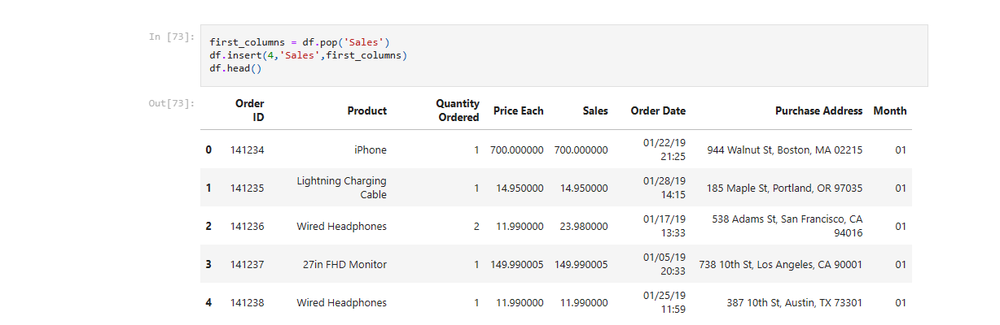 In [73]:
first_columns = df.pop('Sales')
df.insert(4,'Sales',first_columns)
df.head()
Out[73]:
Order ID Product Quantity Ordered Price Each Sales Order Date Purchase Address Month
0 141234 iPhone 1 700.000000 700.000000 01/22/19 21:25 944 Walnut St, Boston, MA 02215 01
1 141235 Lightning Charging Cable 1 14.950000 14.950000 01/28/19 14:15 185 Maple St, Portland, OR 97035 01
2 141236 Wired Headphones 2 11.990000 23.980000 01/17/19 13:33 538 Adams St, San Francisco, CA 94016 01
3 141237 27in FHD Monitor 1 149.990005 149.990005 01/05/19 20:33 738 10th St, Los Angeles, CA 90001 01
4 141238 Wired Headphones 1 11.990000 11.990000 01/25/19 11:59 387 10th St, Austin, TX 73301 01